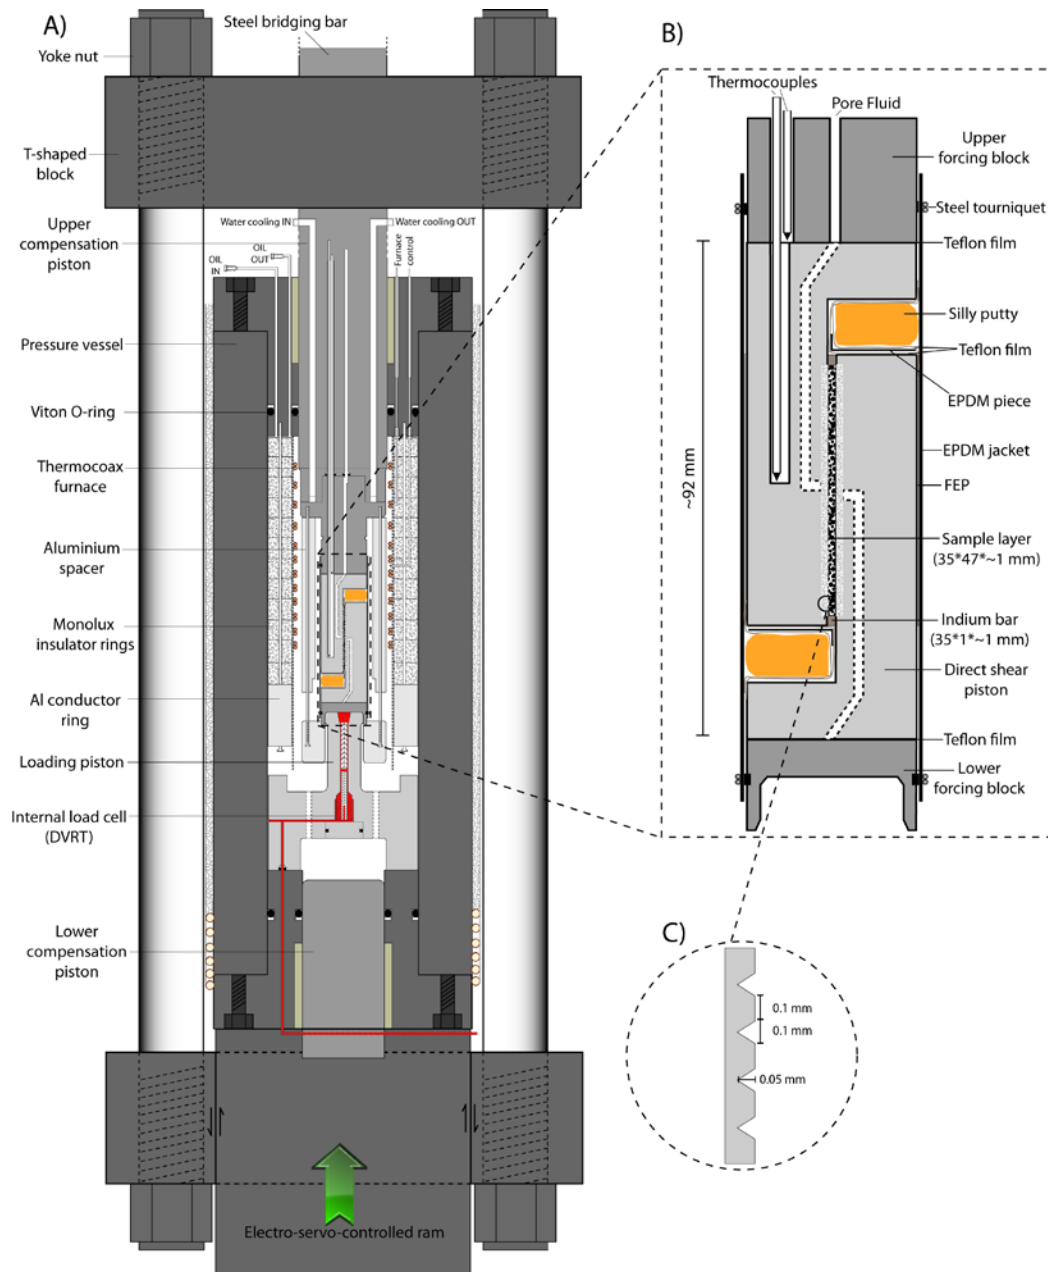 A)
Steel bridging bar
Yoke nut
T-shaped
block
Water cooling IN
Water cooling OUT
Upper
compensation
piston
OIL
OUT
OIL
IN
Furnace
control
Pressure vessel
Viton O-ring
Thermocoax
furnace
Aluminium
spacer
Monolux
insulator rings
Al conductor
ring
Loading piston
Internal load cell
(DVRT)
Lower
compensation
piston
Electro-servo-controlled ram
B)
Thermocouples
Pore Fluid
Upper
forcing block
Steel tourniquet
Teflon film
Silly putty
Teflon film
EPDM piece
EPDM jacket
FEP
~92 mm
Sample layer
(35*47*~1 mm)
Indium bar
(35*1*~1 mm)
Direct shear
piston
Teflon film
Lower
forcing block
C)
0.1 mm
0.1 mm
0.05 mm